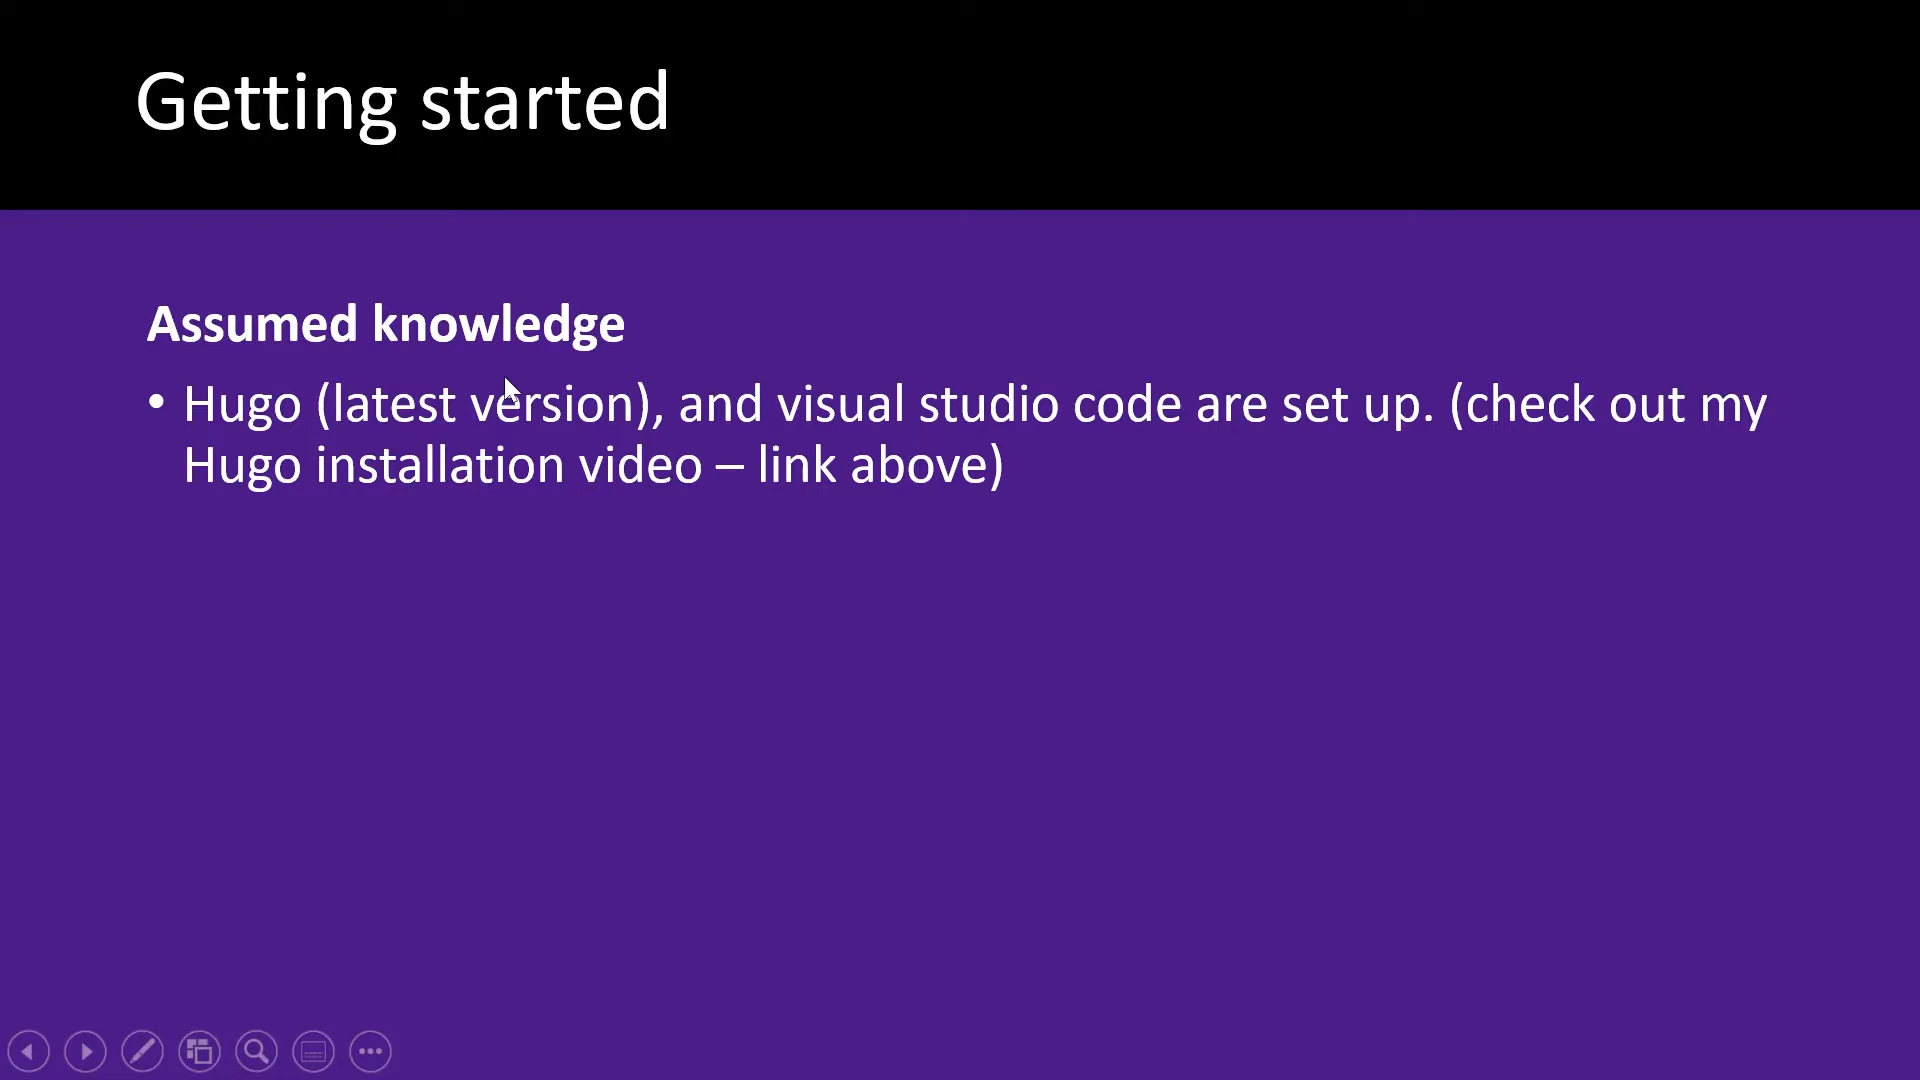 Getting started
Assumed knowledge
• Hugo (latest version), and visual studio code are set up. (check out my
Hugo installation video – link above)